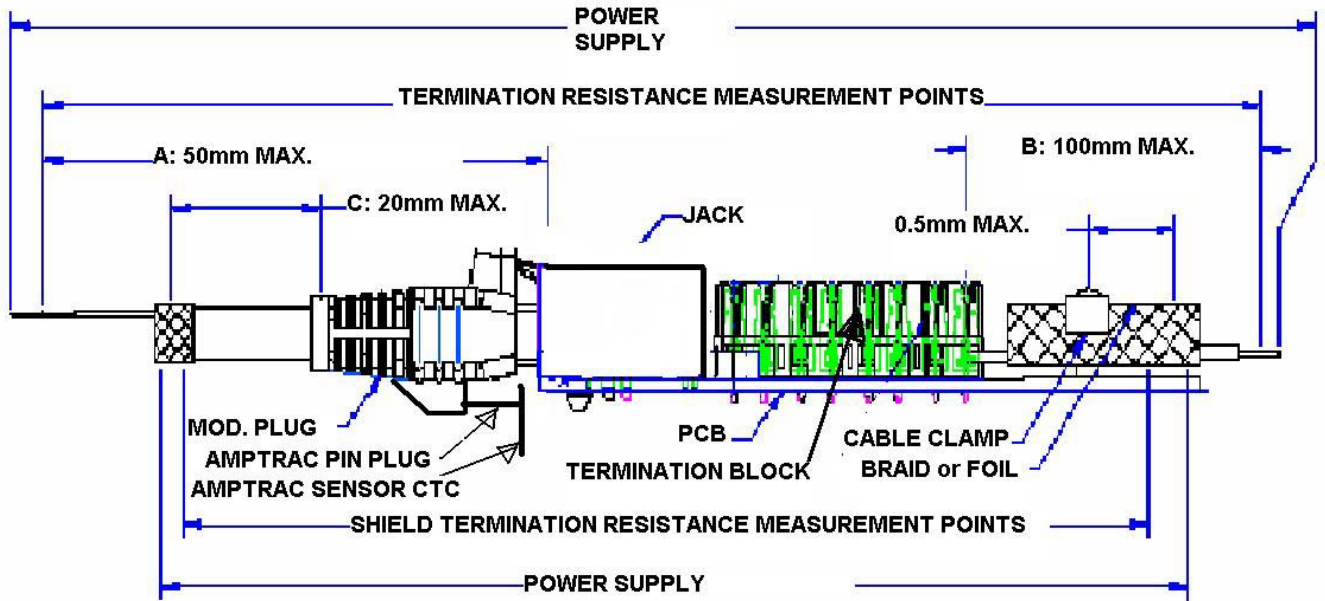 POWER
SUPPLY
TERMINATION RESISTANCE MEASUREMENT POINTS
A: 50mm MAX.
B: 100mm MAX.
C: 20mm MAX.
JACK
0.5mm MAX.
MOD. PLUG
PCB
CABLE CLAMP
AMPTRAC PIN PLUG
TERMINATION BLOCK
BRAID or FOIL
AMPTRAC SENSOR CTC
SHIELD TERMINATION RESISTANCE MEASUREMENT POINTS
POWER SUPPLY